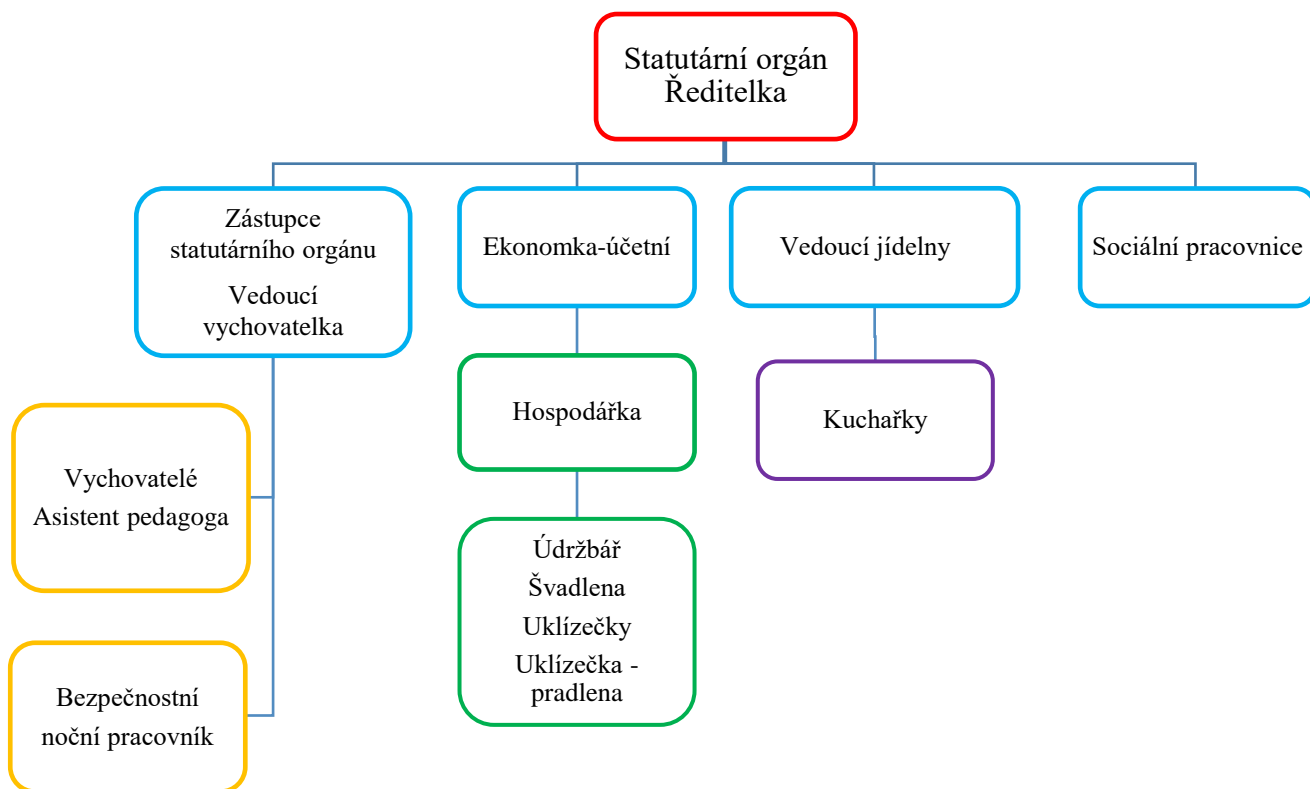 Statutární orgán
Ředitelka
Zástupce
statutárního orgánu
Vedoucí
vychovatelka
Ekonomka-účetní
Vedoucí jídelny
Sociální pracovnice
Hospodářka
Kuchařky
Vychovatelé
Asistent pedagoga
Údržbář
Švadlena
Uklízečky
Uklízečka -
pradlena
Bezpečnostní
noční pracovník